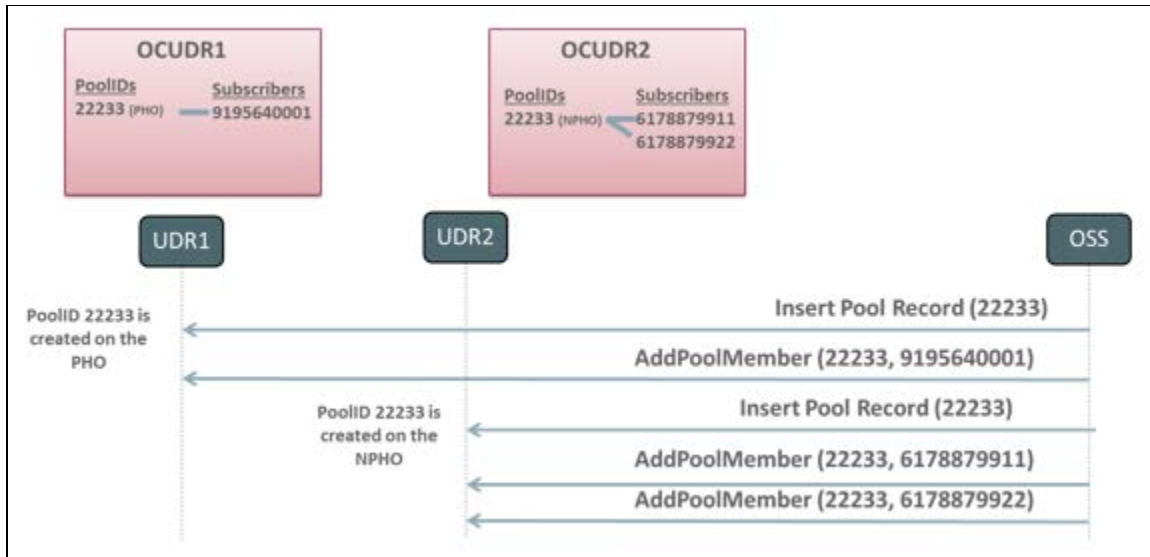 OCUDR1
PoolIDs Subscribers
22233 (PHO) 9195640001
OCUDR2
PoolIDs Subscribers
22233 (NPHO) 6178879911
6178879922
UDR1
UDR2
OSS
PoolID 22233 is
created on the
PHO
Insert Pool Record (22233)
AddPoolMember (22233, 9195640001)
PoolID 22233 is
created on the
NPHO
Insert Pool Record (22233)
AddPoolMember (22233, 6178879911)
AddPoolMember (22233, 6178879922)